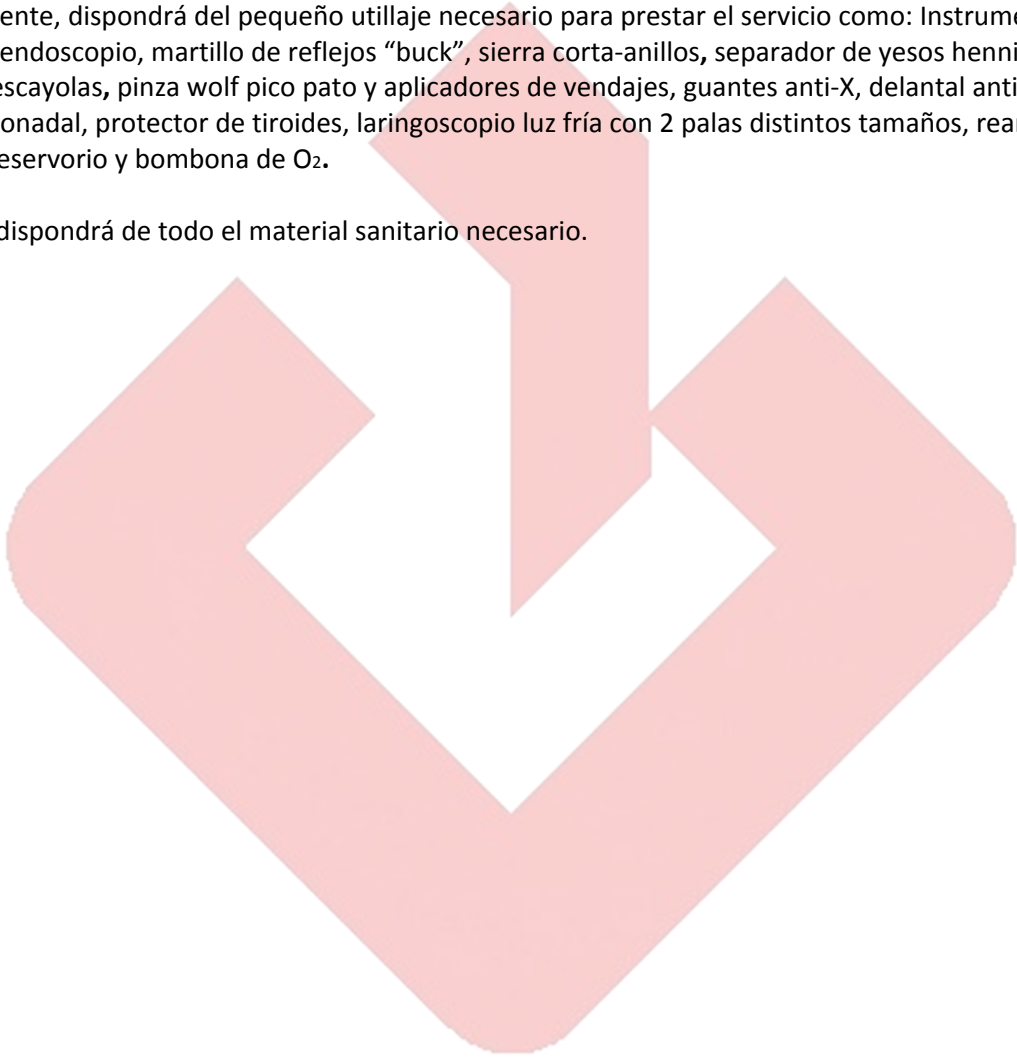 ente, dispondrá del pequeño utillaje necesario para prestar el servicio como: Instrume
endoscopio, martillo de reflejos “buck”, sierra corta-anillos, separador de yesos henni
escayolas, pinza wolf pico pato y aplicadores de vendajes, guantes anti-X, delantal anti
onadal, protector de tiroides, laringoscopio luz fría con 2 palas distintos tamaños, rea
eservorio y bombona de O₂.
dispondrá de todo el material sanitario necesario.